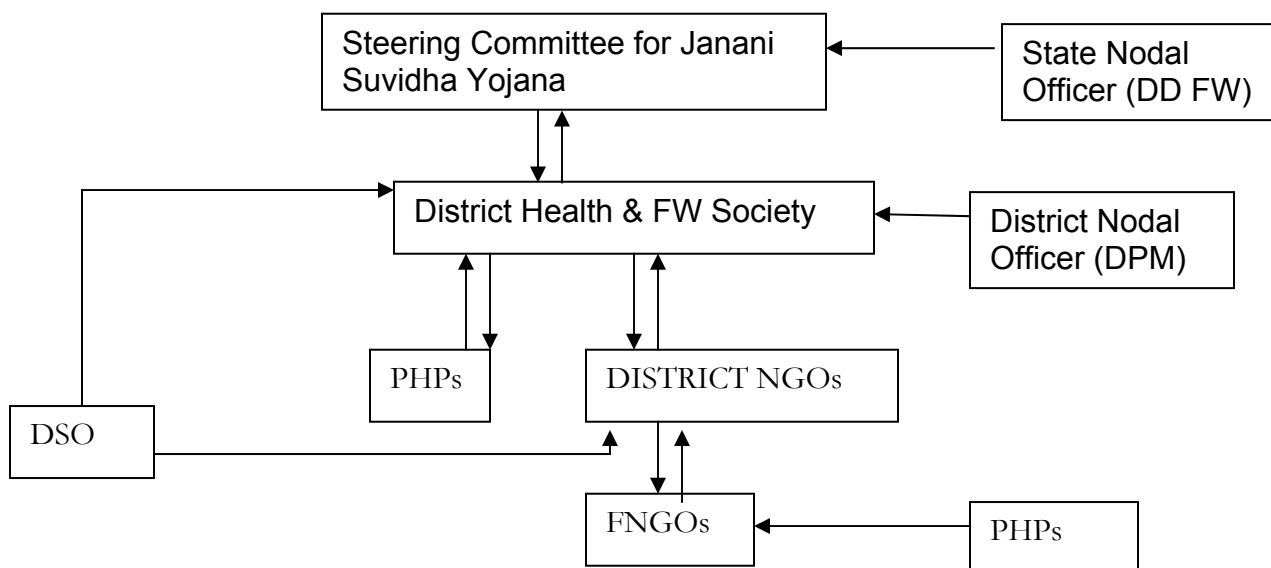 Steering Committee for Janani
Suvidha Yojana
State Nodal
Officer (DD FW)
District Health & FW Society
District Nodal
Officer (DPM)
PHPs
DISTRICT NGOs
DSO
FNGOs
PHPs